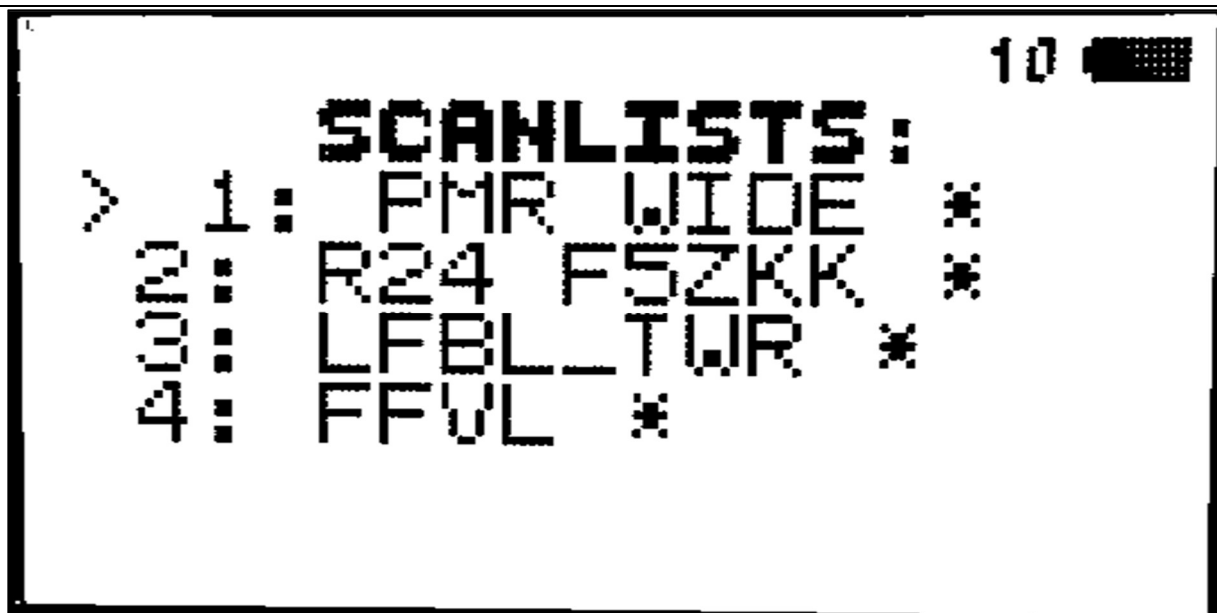 10
SCANLISTS:
> 1: PMR WIDE *
2: R24 F5ZKK *
3: LFBL_TWR *
4: FFVL *